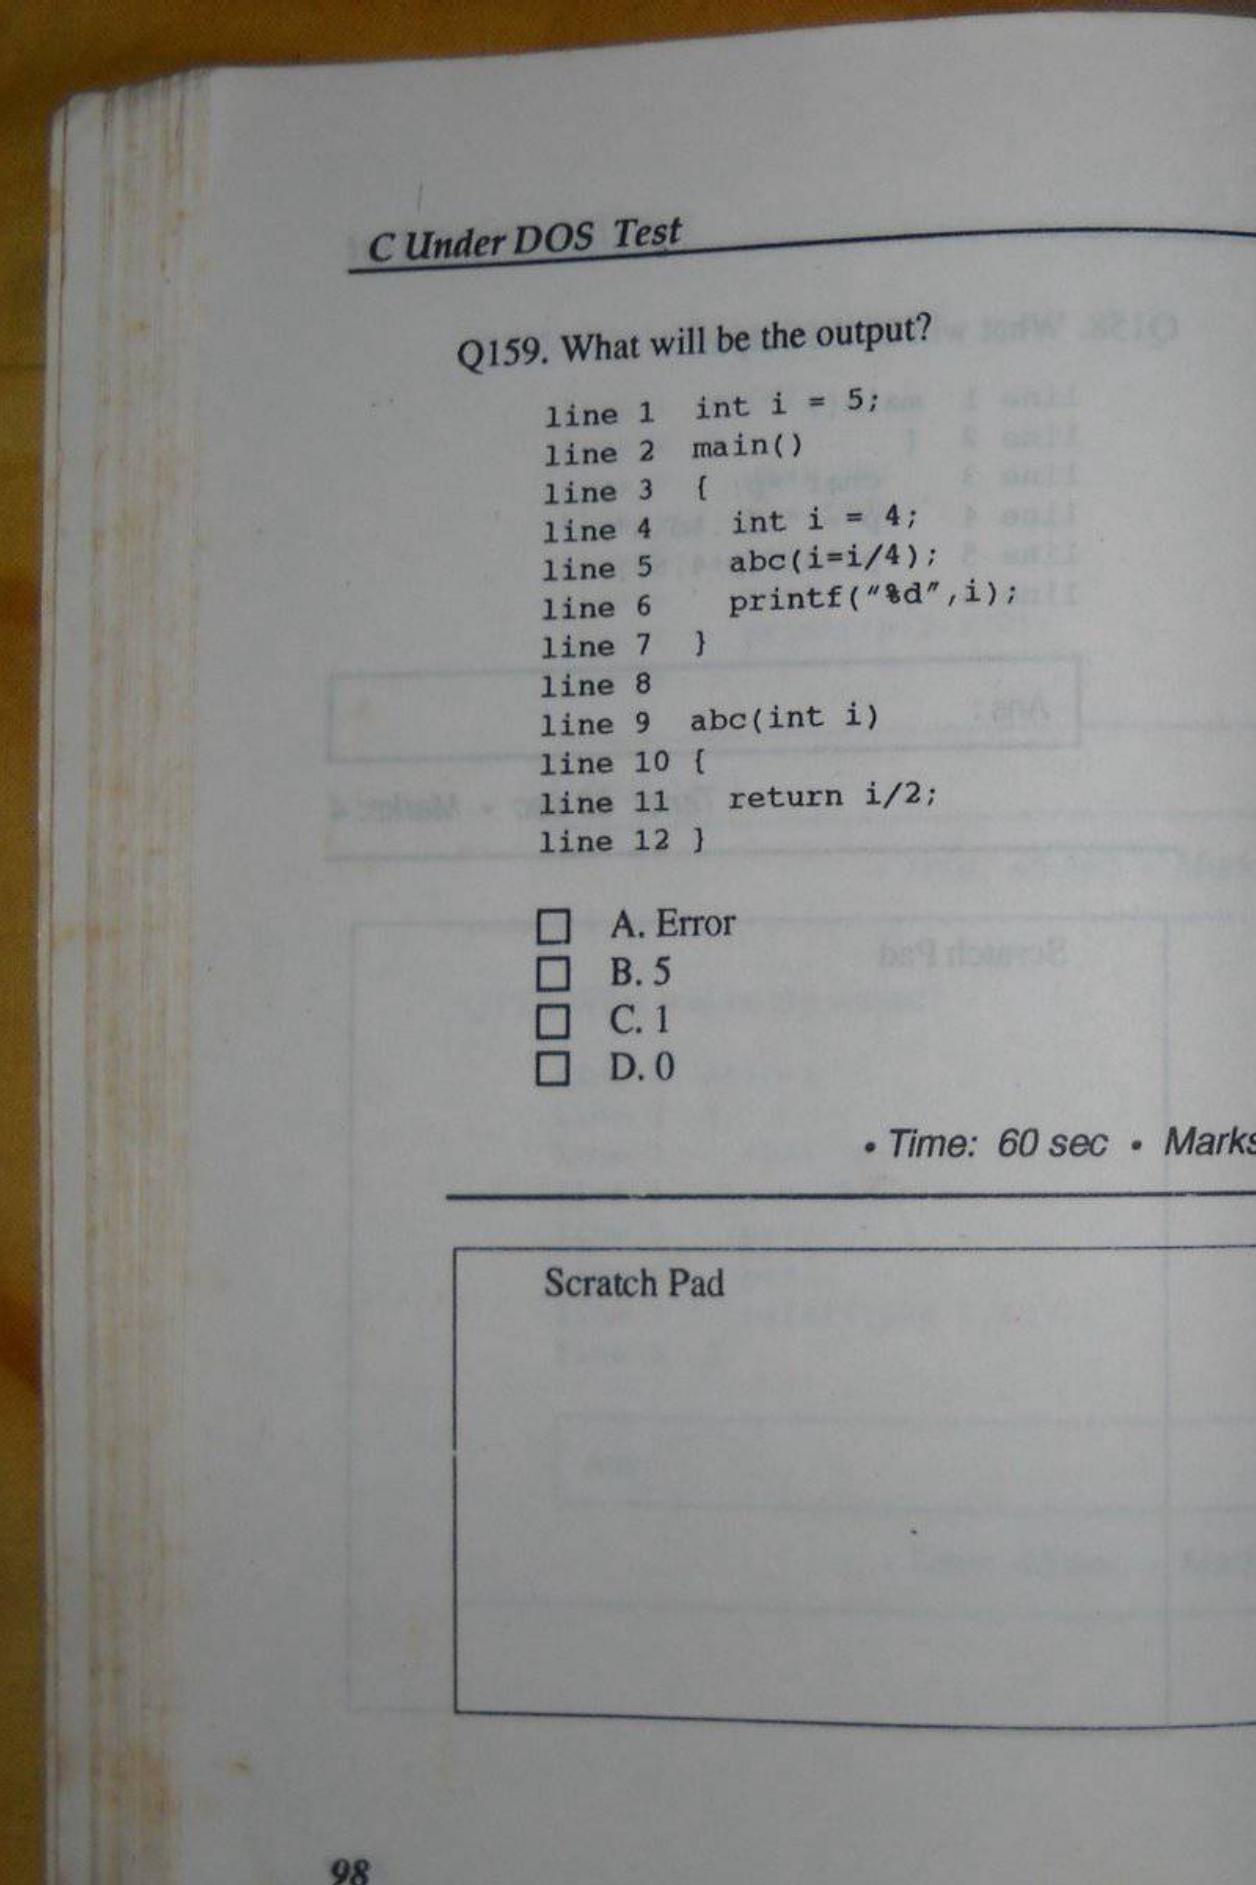 C Under DOS Test
Q159. What will be the output?
line 1 int i = 5;
line 2 main()
line 3 {
line 4 int i = 4;
line 5 abc(i=i/4);
line 6 printf("%d",i);
line 7 }
line 8
line 9 abc(int i)
line 10 {
line 11 return i/2;
line 12 }
A. Error
B. 5
C. 1
D. 0
• Time: 60 sec • Marks
Scratch Pad
98